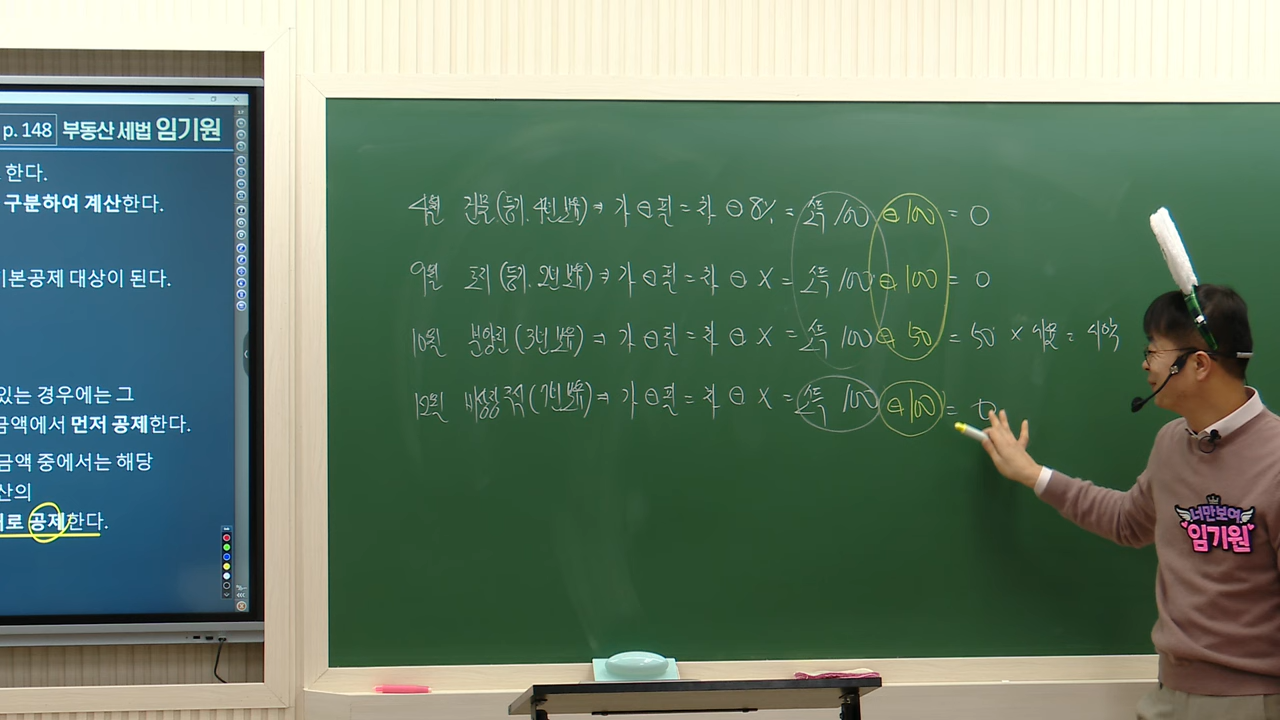 p. 148 부동산 세법 임기원
한다.
구분하여 계산한다.
기본공제 대상이 된다.
있는 경우에는 그
금액에서 먼저 공제한다.
금액 중에서는 해당
산의
로 공제한다.
4월 건물 (등기. 4년 보유) ⇒ 가 ⊖ 필 = 차 ⊖ 8% = 소득 100 ⊖ 100 = 0
9월 토지 (등기. 2년 보유) ⇒ 가 ⊖ 필 = 차 ⊖ X = 소득 100 ⊖ 100 = 0
10월 분양권 (3년 보유) ⇒ 가 ⊖ 필 = 차 ⊖ X = 소득 100 ⊖ 50 = 50 × 세율 = 세액
12월 비상장 주식 (7년 보유) ⇒ 가 ⊖ 필 = 차 ⊖ X = 소득 100 ⊖ 100 = 0
너만보여
임기원